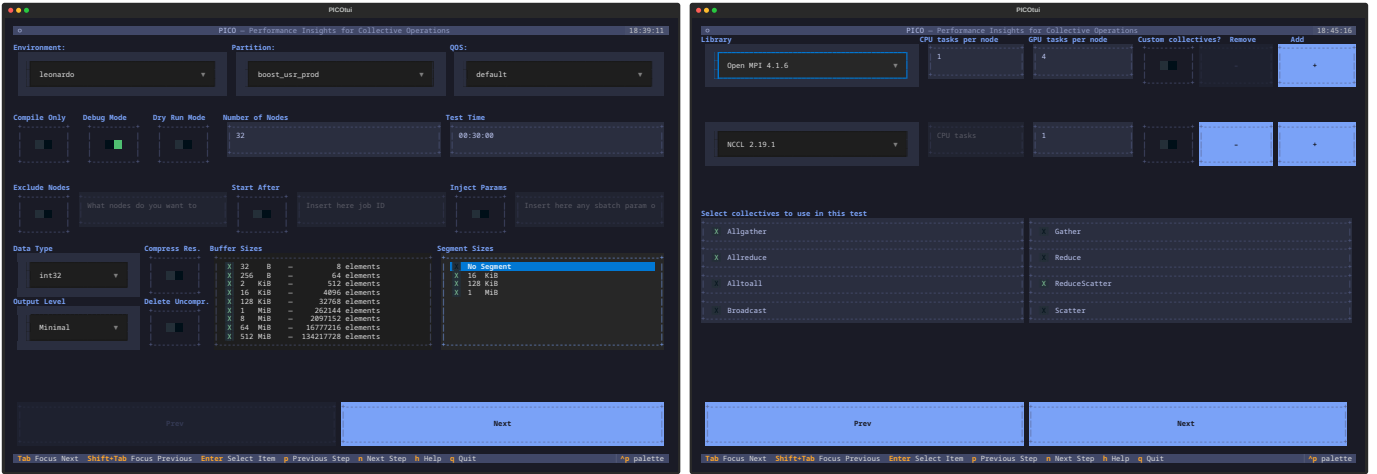 PICOtui
PICO — Performance Insights for Collective Operations 18:39:11
Environment: Partition: QOS:
leonardo ▼ boost_usr_prod ▼ default ▼
Compile Only Debug Mode Dry Run Mode Number of Nodes Test Time
32 00:30:00
Exclude Nodes Start After Inject Params
What nodes do you want to Insert here job ID Insert here any sbatch param o
Data Type Compress Res. Buffer Sizes Segment Sizes
int32 ▼
X 32 B — 8 elements
X 256 B — 64 elements
X 2 KiB — 512 elements
X 16 KiB — 4096 elements
X 128 KiB — 32768 elements
X 1 MiB — 262144 elements
X 8 MiB — 2097152 elements
X 64 MiB — 16777216 elements
X 512 MiB — 134217728 elements
No Segment
X 16 KiB
X 128 KiB
X 1 MiB
Output Level Delete Uncompr.
Minimal ▼
Prev Next
Tab Focus Next Shift+Tab Focus Previous Enter Select Item p Previous Step n Next Step h Help q Quit ^p palette
PICOtui
PICO — Performance Insights for Collective Operations 18:45:16
Library CPU tasks per node GPU tasks per node Custom collectives? Remove Add
Open MPI 4.1.6 ▼ 1 4 - +
NCCL 2.19.1 ▼ CPU tasks 1 - +
Select collectives to use in this test
X Allgather X Gather
X Allreduce X Reduce
X Alltoall X ReduceScatter
X Broadcast X Scatter
Prev Next
Tab Focus Next Shift+Tab Focus Previous Enter Select Item p Previous Step n Next Step h Help q Quit ^p palette